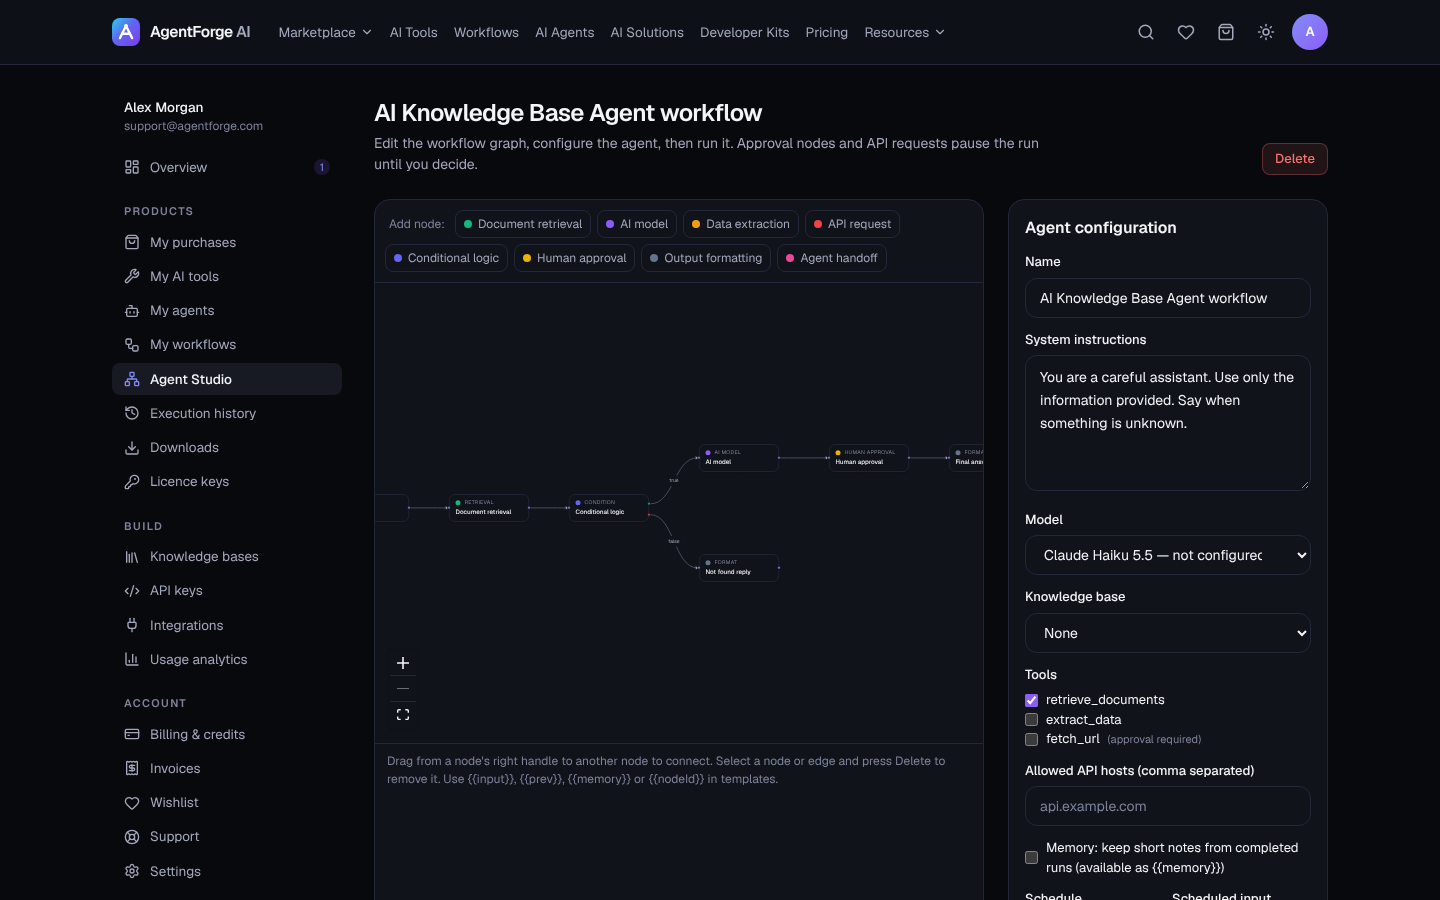 AgentForge AI
Marketplace
AI Tools
Workflows
AI Agents
AI Solutions
Developer Kits
Pricing
Resources
A
Alex Morgan
support@agentforge.com
Overview
1
PRODUCTS
My purchases
My AI tools
My agents
My workflows
Agent Studio
Execution history
Downloads
Licence keys
BUILD
Knowledge bases
API keys
Integrations
Usage analytics
ACCOUNT
Billing & credits
Invoices
Wishlist
Support
Settings
AI Knowledge Base Agent workflow
Edit the workflow graph, configure the agent, then run it. Approval nodes and API requests pause the run
until you decide.
Delete
Add node:
Document retrieval
AI model
Data extraction
API request
Conditional logic
Human approval
Output formatting
Agent handoff
RETRIEVAL
Document retrieval
CONDITION
Conditional logic
true
false
AI MODEL
AI model
HUMAN APPROVAL
Human approval
FORMA
Final ans
FORMAT
Not found reply
Drag from a node's right handle to another node to connect. Select a node or edge and press Delete to
remove it. Use {{input}}, {{prev}}, {{memory}} or {{nodeId}} in templates.
Agent configuration
Name
AI Knowledge Base Agent workflow
System instructions
You are a careful assistant. Use only the
information provided. Say when
something is unknown.
Model
Claude Haiku 5.5 — not configured
Knowledge base
None
Tools
retrieve_documents
extract_data
fetch_url (approval required)
Allowed API hosts (comma separated)
api.example.com
Memory: keep short notes from completed
runs (available as {{memory}})
Schedule
Scheduled input